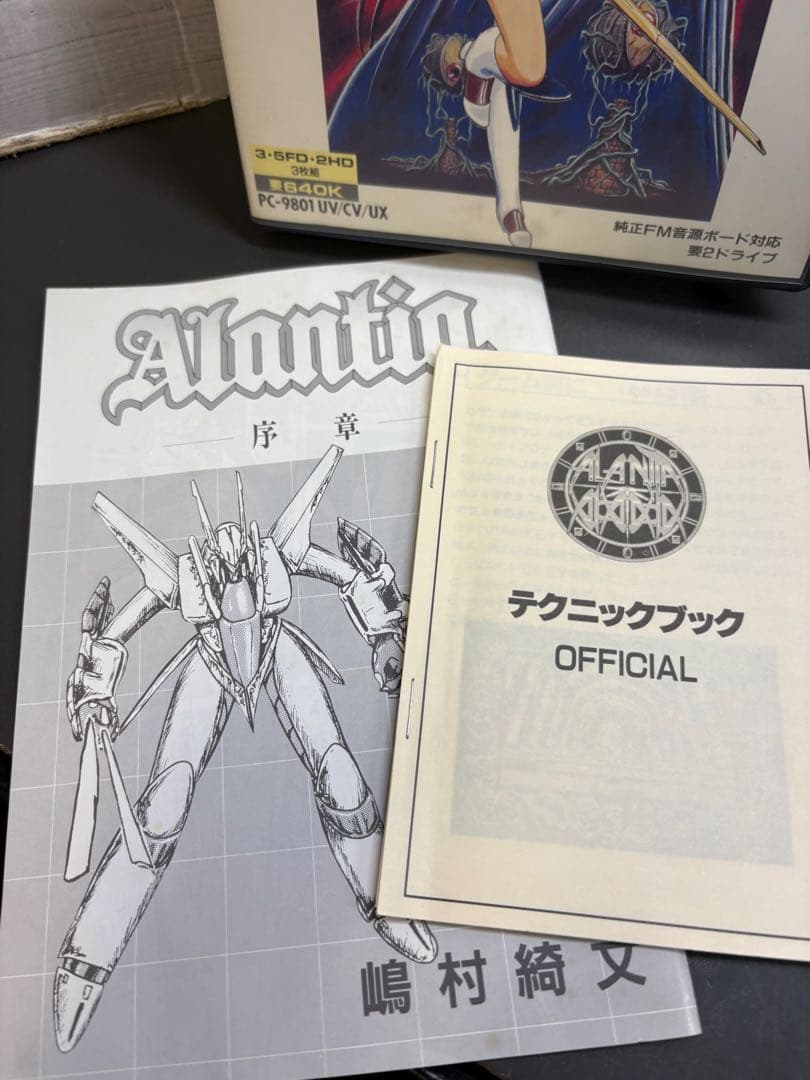 3・5FD・2HD
3枚組
要640K
PC-9801 UV/CV/UX
純正FM音源ボード対応
要2ドライブ
Alantia
序章
テクニックブック
OFFICIAL
嶋村綺文